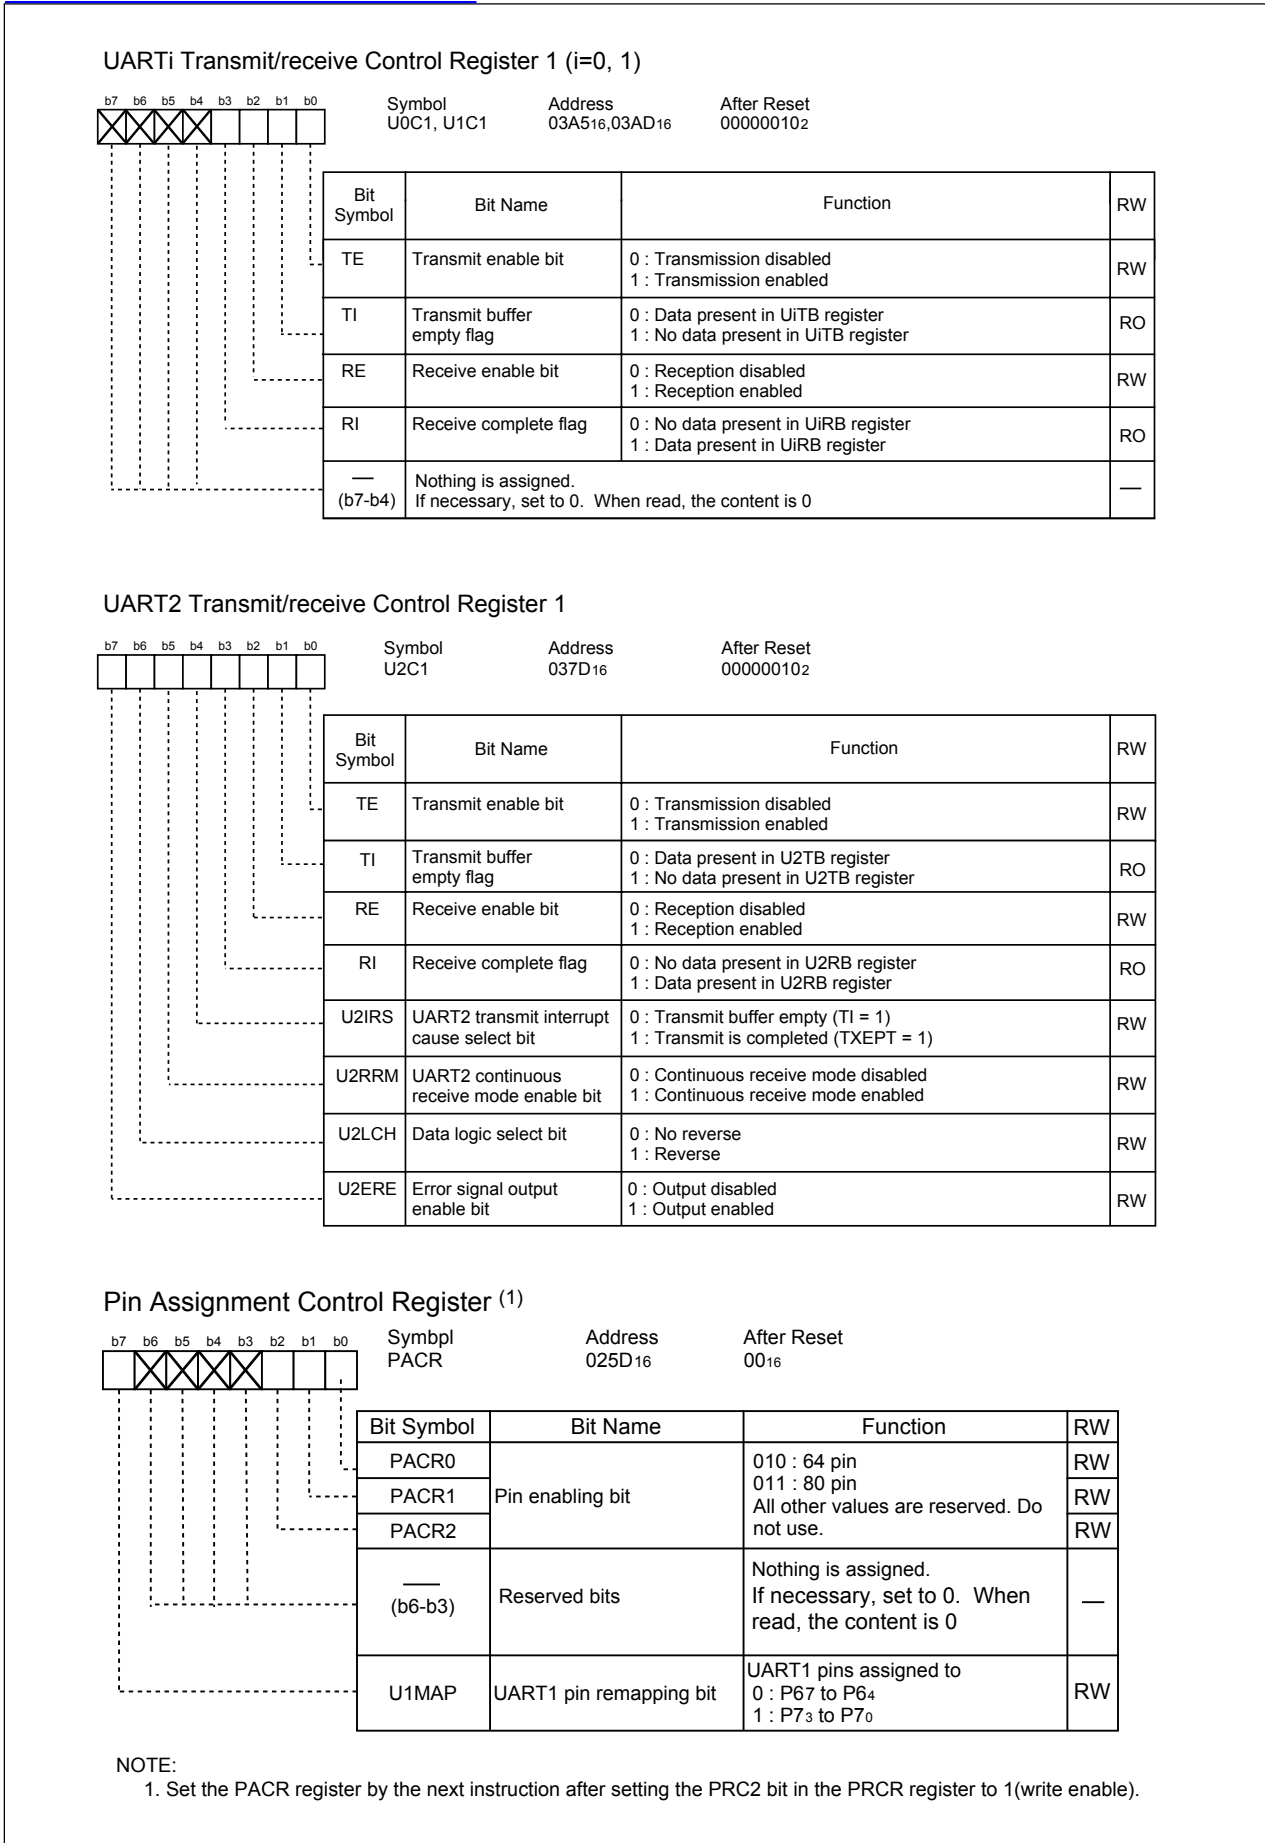 UARTi Transmit/receive Control Register 1 (i=0, 1)
b7 b6 b5 b4 b3 b2 b1 b0
Symbol Address After Reset
U0C1, U1C1 03A516,03AD16 000000102
Bit Symbol Bit Name Function RW
TE Transmit enable bit 0 : Transmission disabled
1 : Transmission enabled RW
TI Transmit buffer empty flag 0 : Data present in UiTB register
1 : No data present in UiTB register RO
RE Receive enable bit 0 : Reception disabled
1 : Reception enabled RW
RI Receive complete flag 0 : No data present in UiRB register
1 : Data present in UiRB register RO
— (b7-b4) Nothing is assigned.
If necessary, set to 0. When read, the content is 0 —
UART2 Transmit/receive Control Register 1
b7 b6 b5 b4 b3 b2 b1 b0
Symbol Address After Reset
U2C1 037D16 000000102
Bit Symbol Bit Name Function RW
TE Transmit enable bit 0 : Transmission disabled
1 : Transmission enabled RW
TI Transmit buffer empty flag 0 : Data present in U2TB register
1 : No data present in U2TB register RO
RE Receive enable bit 0 : Reception disabled
1 : Reception enabled RW
RI Receive complete flag 0 : No data present in U2RB register
1 : Data present in U2RB register RO
U2IRS UART2 transmit interrupt cause select bit 0 : Transmit buffer empty (TI = 1)
1 : Transmit is completed (TXEPT = 1) RW
U2RRM UART2 continuous receive mode enable bit 0 : Continuous receive mode disabled
1 : Continuous receive mode enabled RW
U2LCH Data logic select bit 0 : No reverse
1 : Reverse RW
U2ERE Error signal output enable bit 0 : Output disabled
1 : Output enabled RW
Pin Assignment Control Register (1)
b7 b6 b5 b4 b3 b2 b1 b0
Symbpl Address After Reset
PACR 025D16 0016
Bit Symbol Bit Name Function RW
PACR0 RW
PACR1 Pin enabling bit RW
PACR2 RW
010 : 64 pin
011 : 80 pin
All other values are reserved. Do
not use.
— (b6-b3) Reserved bits Nothing is assigned.
If necessary, set to 0. When
read, the content is 0 —
U1MAP UART1 pin remapping bit UART1 pins assigned to
0 : P67 to P64
1 : P73 to P70 RW
NOTE:
1. Set the PACR register by the next instruction after setting the PRC2 bit in the PRCR register to 1(write enable).